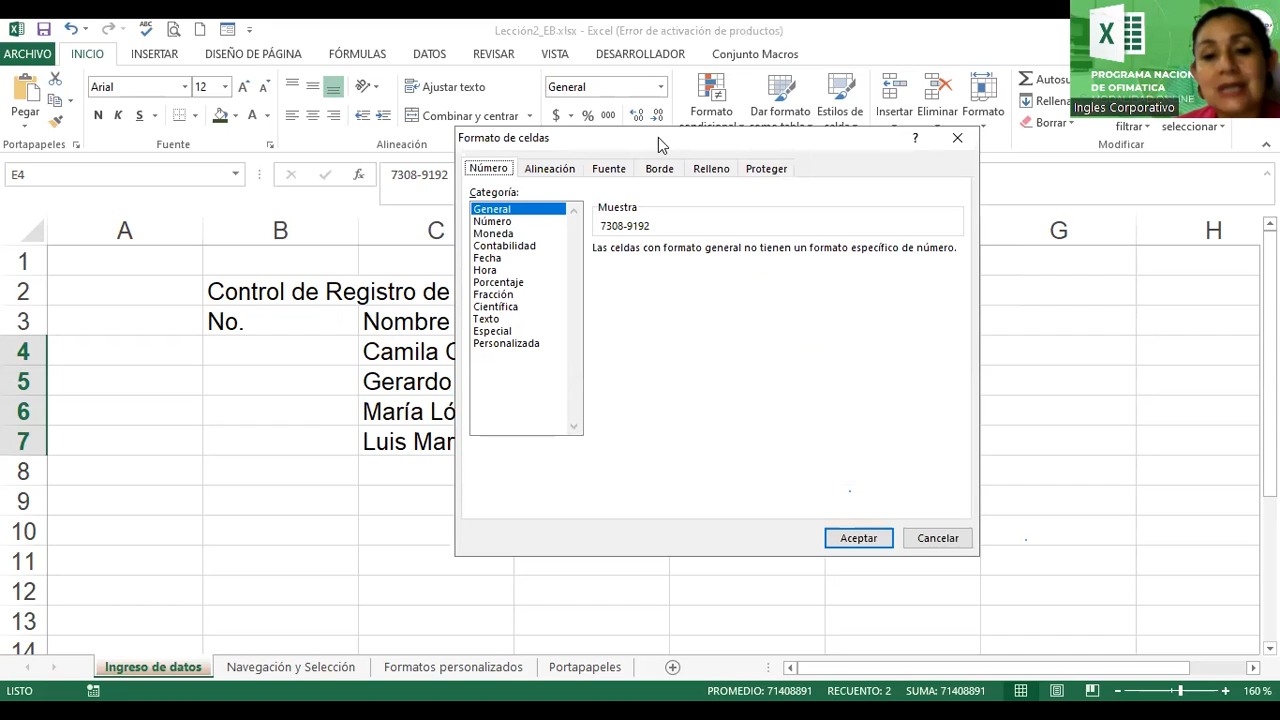 Lección2_EB.xlsx - Excel (Error de activación de productos)
ARCHIVO INICIO INSERTAR DISEÑO DE PÁGINA FÓRMULAS DATOS REVISAR VISTA DESARROLLADOR Conjunto Macros
PROGRAMA NACION
DE OFIMATICA
Ingles Corporativo
Pegar
Arial 12
N K S
Ajustar texto
Combinar y centrar
General
$ % 000
Formato condicional
Dar formato
como tabla
Estilos de
celda
Insertar Eliminar Formato
Autosu
Rellena
Borrar
filtrar seleccionar
Portapapeles Fuente Alineación Modificar
E4 7308-9192
A B C G H
1
2 Control de Registro de
3 No. Nombre
4 Camila
5 Gerardo
6 María Ló
7 Luis Mar
8
9
10
11
12
13
14
Formato de celdas ?
Número Alineación Fuente Borde Relleno Proteger
Categoría:
General
Número
Moneda
Contabilidad
Fecha
Hora
Porcentaje
Fracción
Científica
Texto
Especial
Personalizada
Muestra
7308-9192
Las celdas con formato general no tienen un formato específico de número.
Aceptar Cancelar
Ingreso de datos Navegación y Selección Formatos personalizados Portapapeles
LISTO PROMEDIO: 71408891 RECUENTO: 2 SUMA: 71408891 160 %